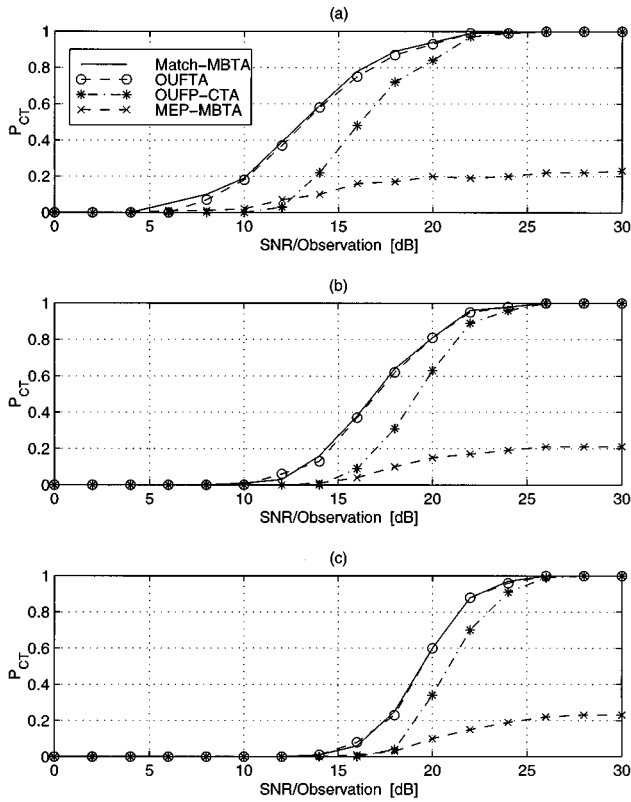 (a)
1
0.8
0.6
0.4
0.2
0
P_CT
Match-MBTA
OUFTA
OUFP-CTA
MEP-MBTA
0 5 10 15 20 25 30
SNR/Observation [dB]
(b)
1
0.8
0.6
0.4
0.2
0
P_CT
0 5 10 15 20 25 30
SNR/Observation [dB]
(c)
1
0.8
0.6
0.4
0.2
0
P_CT
0 5 10 15 20 25 30
SNR/Observation [dB]